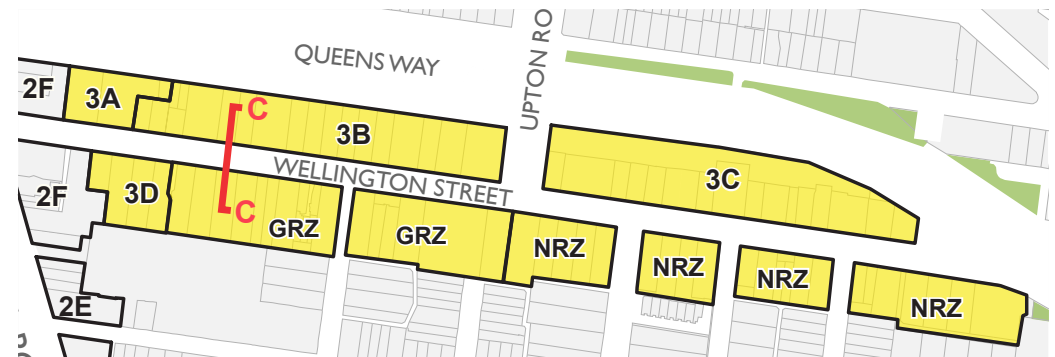 QUEENS WAY
UPTON RO
2F
3A
C
3B
WELLINGTON STREET
3C
2F
3D
C
GRZ
GRZ
NRZ
NRZ
NRZ
NRZ
2E